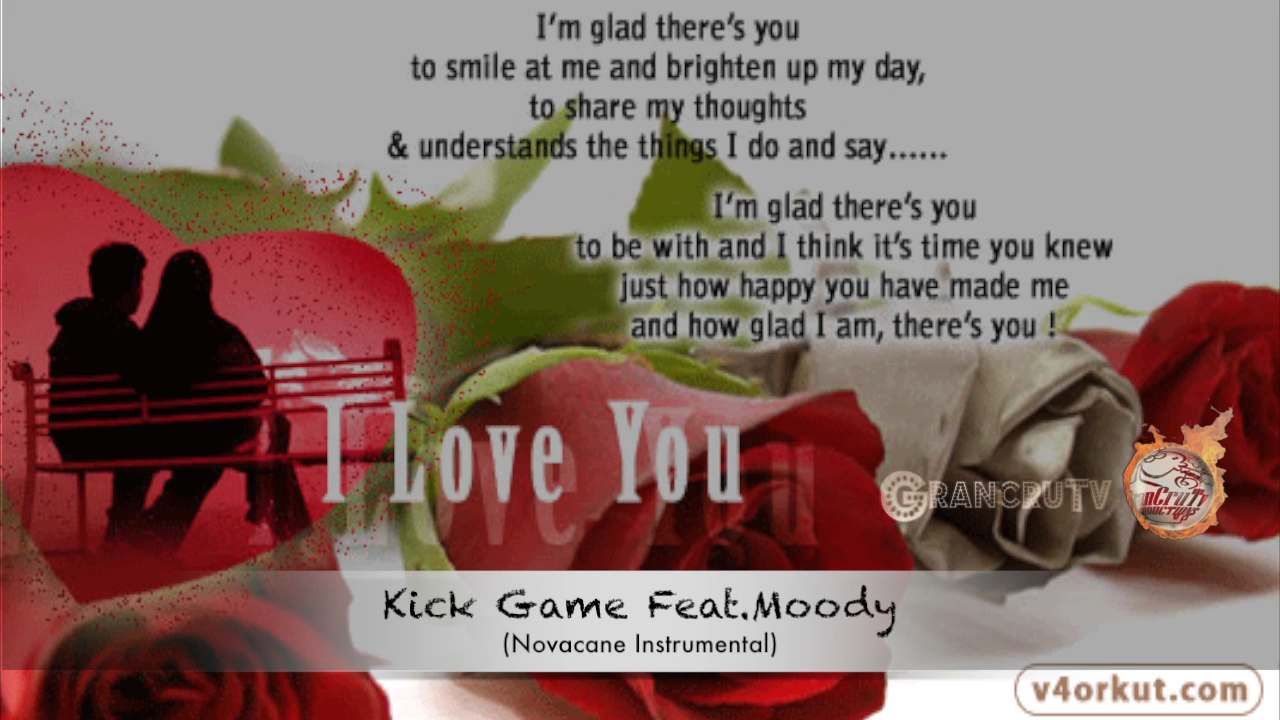 I'm glad there's you
to smile at me and brighten up my day,
to share my thoughts
& understands the things I do and say......
I'm glad there's you
to be with and I think it's time you knew
just how happy you have made me
and how glad I am, there's you !
I Love You
GRANCRUTV
Kick Game Feat.Moody
(Novacane Instrumental)
v4orkut.com